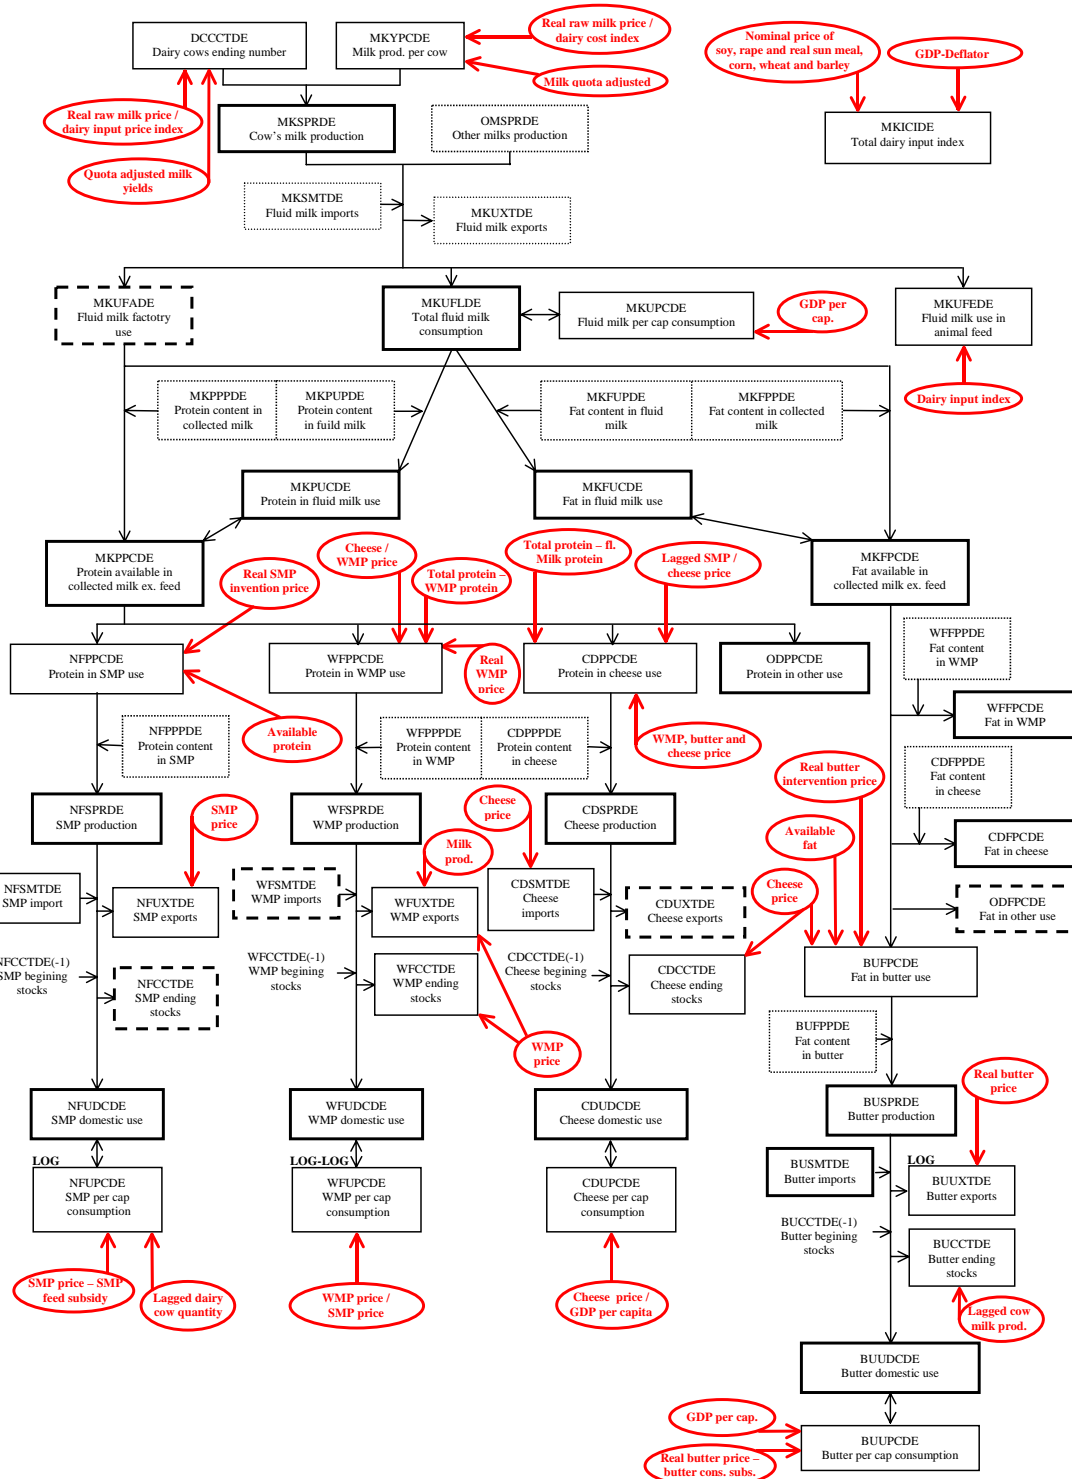 DCCCTDE
Dairy cows ending number
MKYPCDE
Milk prod. per cow
Real raw milk price /
dairy cost index
Milk quota adjusted
Nominal price of
soy, rape and real sun meal,
corn, wheat and barley
GDP-Deflator
Real raw milk price /
dairy input price index
MKSPRDE
Cow's milk production
OMSPRDE
Other milks production
MKICIDE
Total dairy input index
Quota adjusted milk
yields
MKSMTDE
Fluid milk imports
MKUXTDE
Fluid milk exports
MKUFADE
Fluid milk factotry
use
MKUFLDE
Total fluid milk
consumption
MKUPCDE
Fluid milk per cap consumption
GDP per
cap.
MKUFEDE
Fluid milk use in
animal feed
MKPPPDE
Protein content in
collected milk
MKPUPDE
Protein content
in fuild milk
MKFUPDE
Fat content in fluid
milk
MKFPPDE
Fat content in collected
milk
Dairy input index
MKPUCDE
Protein in fluid milk use
MKFUCDE
Fat in fluid milk use
MKPPCDE
Protein available in
collected milk ex. feed
Real SMP
invention price
Cheese /
WMP price
Total protein –
WMP protein
Total protein – fl.
Milk protein
Lagged SMP /
cheese price
MKFPCDE
Fat available in
collected milk ex. feed
NFPPCDE
Protein in SMP use
WFPPCDE
Protein in WMP use
Real
WMP
price
CDPPCDE
Protein in cheese use
ODPPCDE
Protein in other use
WFFPPDE
Fat content
in WMP
WFFPCDE
Fat in WMP
NFPPPDE
Protein content
in SMP
Available
protein
WFPPPDE
Protein content
in WMP
CDPPPDE
Protein content
in cheese
WMP, butter and
cheese price
Real butter
intervention price
CDFPPDE
Fat content
in cheese
NFSPRDE
SMP production
SMP
price
WFSPRDE
WMP production
Cheese
price
CDSPRDE
Cheese production
Available
fat
CDFPCDE
Fat in cheese
Milk
prod.
NFSMTDE
SMP import
NFUXTDE
SMP exports
WFSMTDE
WMP imports
WFUXTDE
WMP exports
CDSMTDE
Cheese
imports
CDUXTDE
Cheese exports
Cheese
price
ODFPCDE
Fat in other use
NFCCTDE(-1)
SMP begining
stocks
NFCCTDE
SMP ending
stocks
WFCCTDE(-1)
WMP begining
stocks
WFCCTDE
WMP ending
stocks
CDCCTDE(-1)
Cheese begining
stocks
CDCCTDE
Cheese ending
stocks
BUFPCDE
Fat in butter use
WMP
price
BUFPPDE
Fat content
in butter
Real butter
price
NFUDCDE
SMP domestic use
WFUDCDE
WMP domestic use
CDUDCDE
Cheese domestic use
BUSPRDE
Butter production
LOG
NFUPCDE
SMP per cap
consumption
LOG-LOG
WFUPCDE
WMP per cap
consumption
CDUPCDE
Cheese per cap
consumption
BUSMTDE
Butter imports
LOG
BUUXTDE
Butter exports
BUCCTDE(-1)
Butter begining
stocks
BUCCTDE
Butter ending
stocks
SMP price – SMP
feed subsidy
Lagged dairy
cow quantity
WMP price /
SMP price
Cheese price /
GDP per capita
Lagged cow
milk prod.
BUUDCDE
Butter domestic use
GDP per cap.
BUUPCDE
Butter per cap consumption
Real butter price –
butter cons. subs.